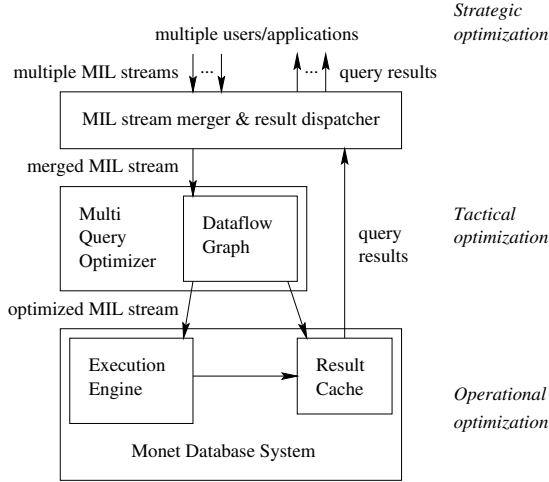 Strategic
optimization
multiple users/applications
multiple MIL streams ... ... query results
MIL stream merger & result dispatcher
merged MIL stream
Multi
Query
Optimizer
Dataflow
Graph
query
results
Tactical
optimization
optimized MIL stream
Execution
Engine
Result
Cache
Monet Database System
Operational
optimization